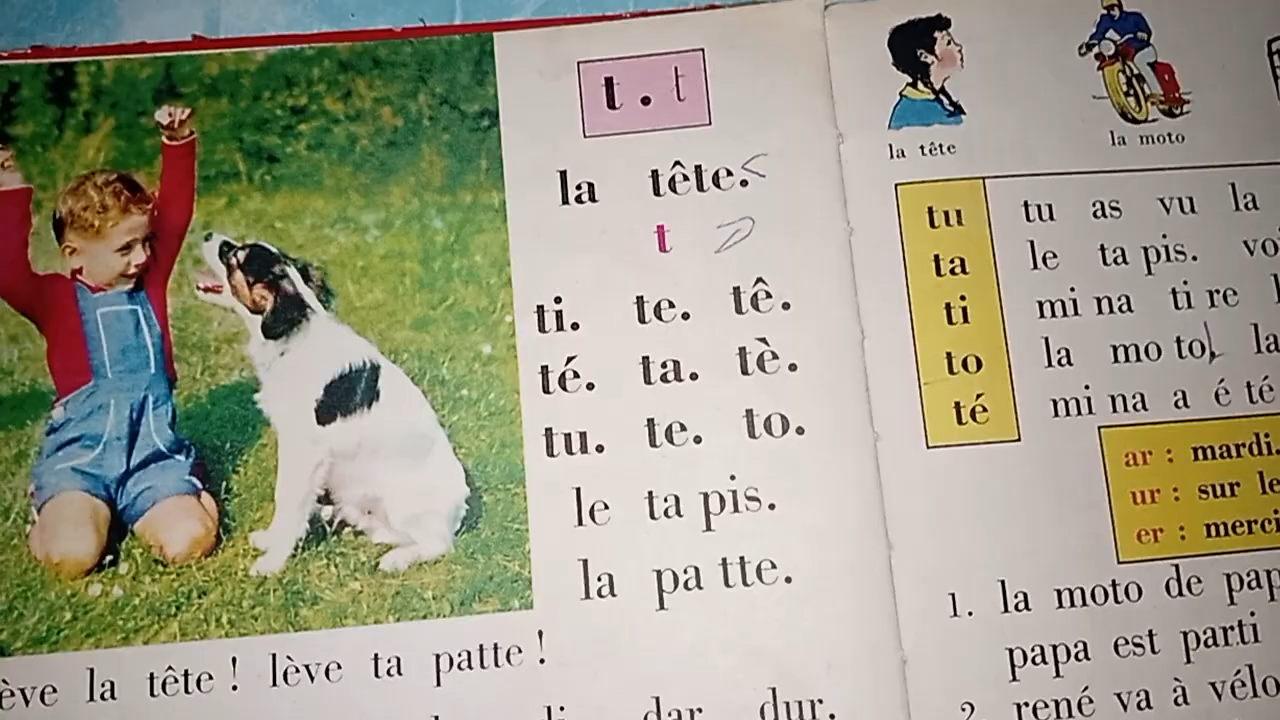 t . t
la tête.
t
ti. te. tê.
té. ta. tè.
tu. te. to.
le ta pis.
la pa tte.
la tête ! lève ta patte !
dar dur.
la tête
la moto
tu
ta
ti
to
té
tu as vu la
le ta pis.
mi na ti re
la mo to, la
mi na a é té
ar : mardi.
ur : sur le
er : merci
1. la moto de
papa est parti
2. rené va à vélo